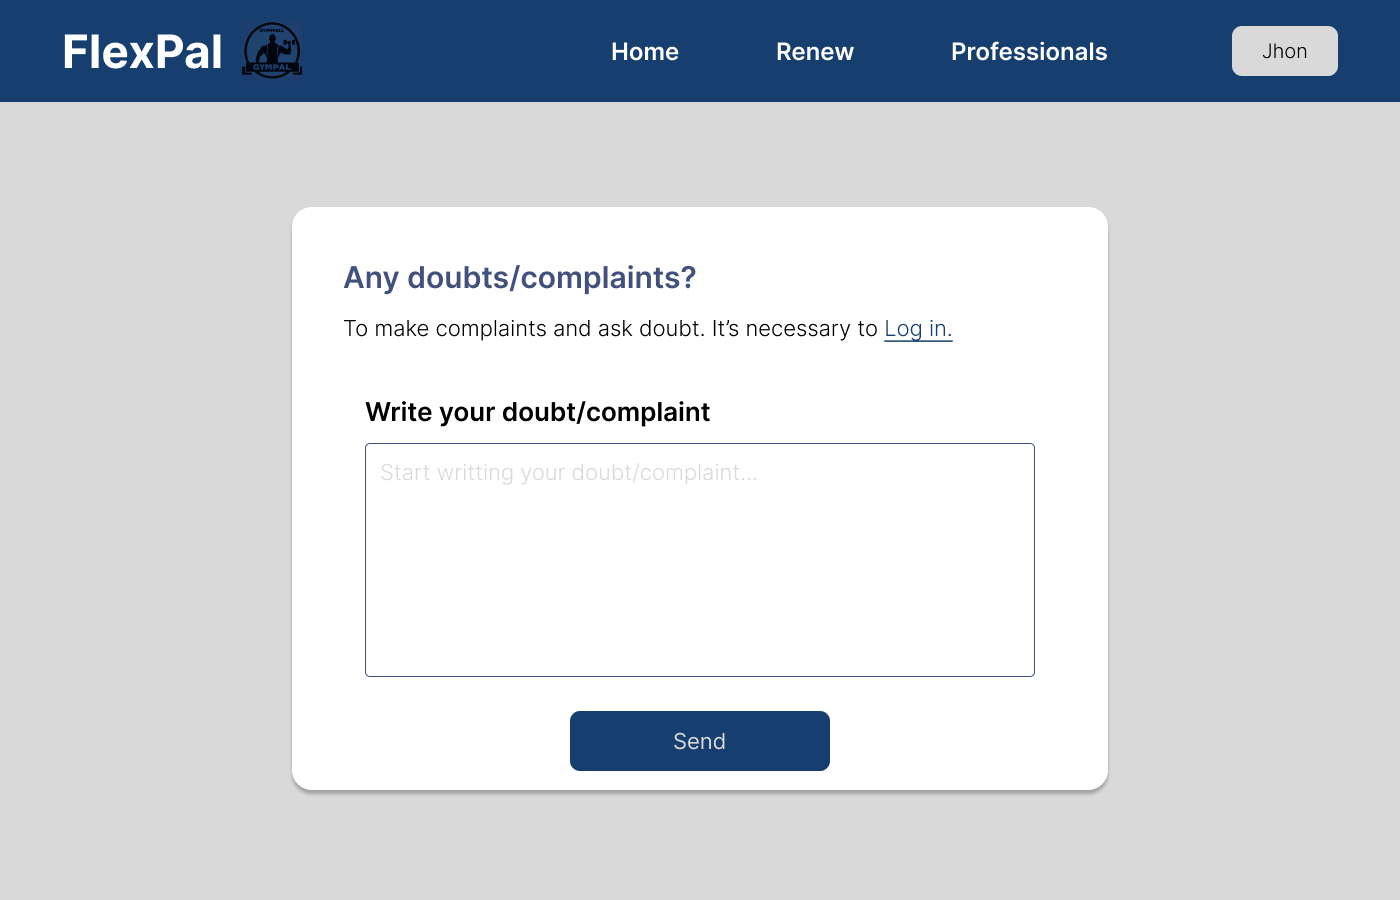 FlexPal
GYMPAL
Home
Renew
Professionals
Jhon
Any doubts/complaints?
To make complaints and ask doubt. It’s necessary to Log in.
Write your doubt/complaint
Start writting your doubt/complaint...
Send